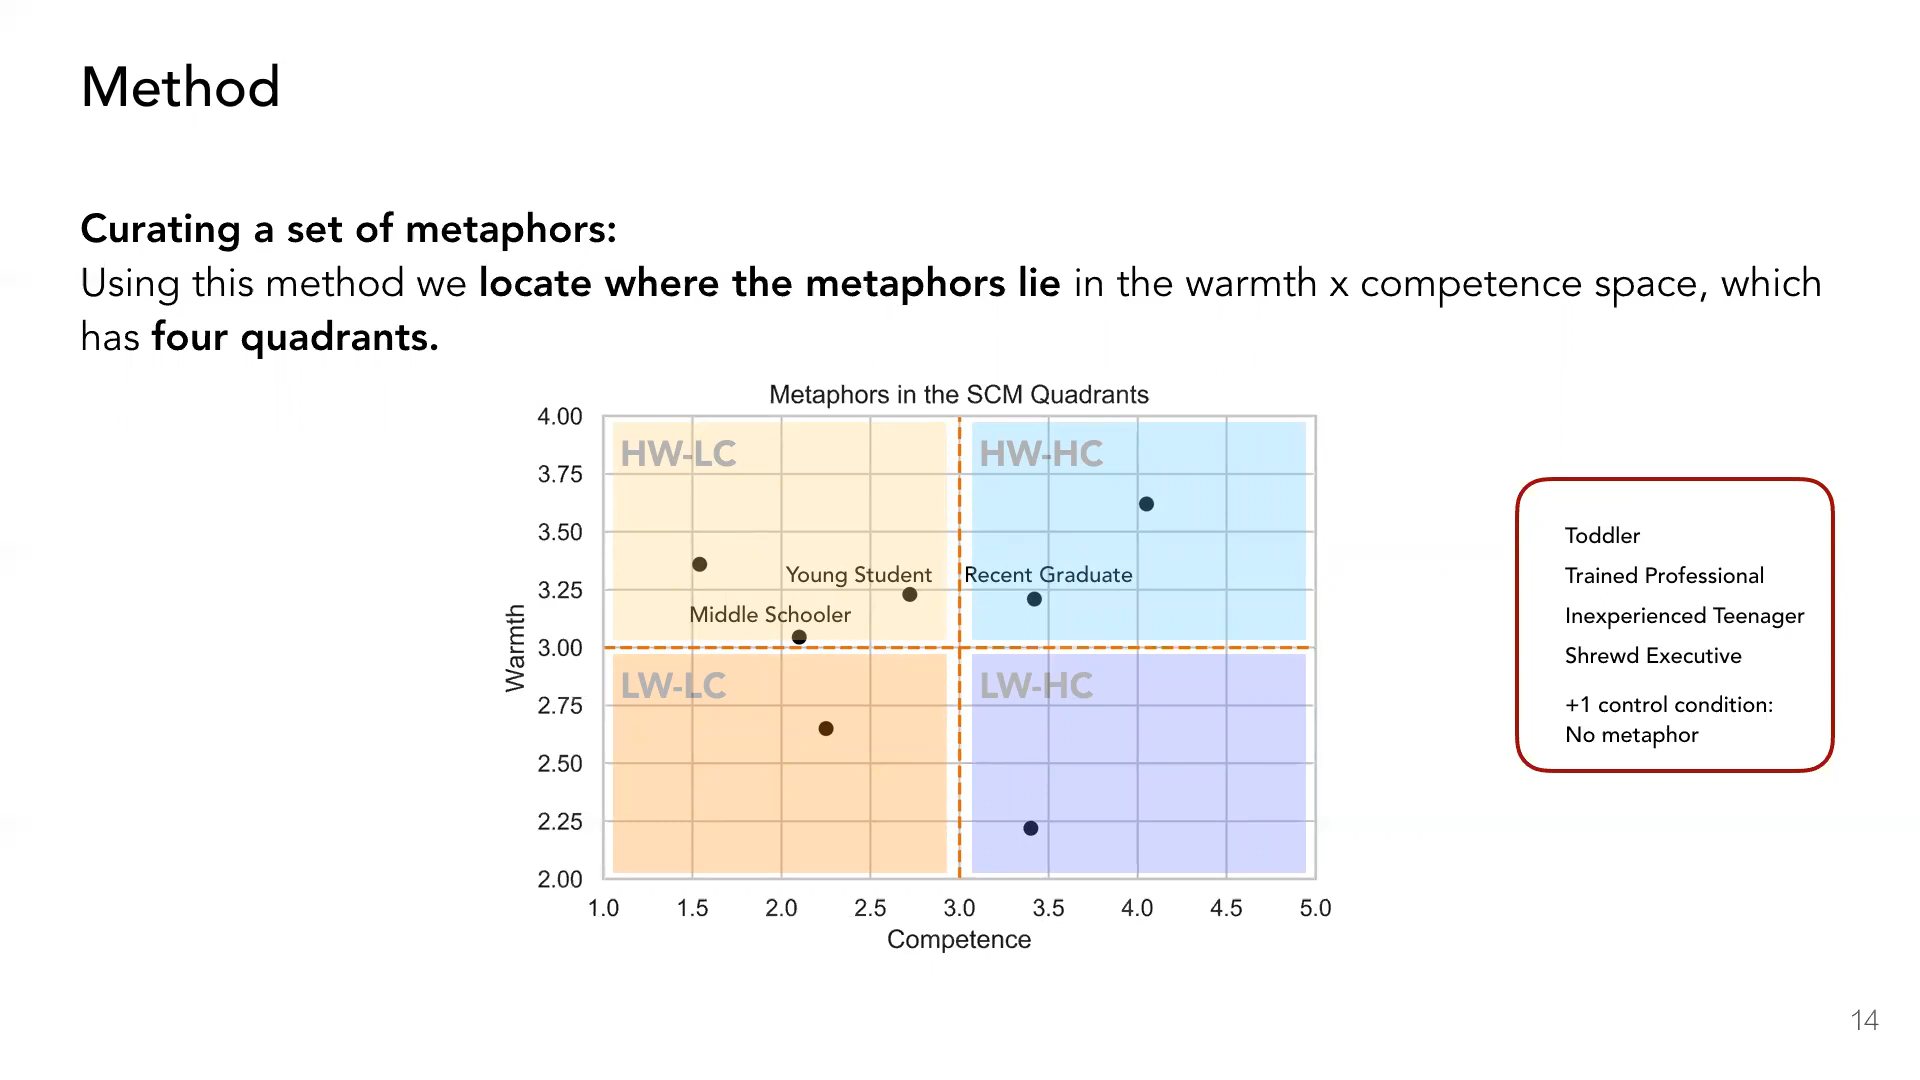 Method
Curating a set of metaphors:
Using this method we locate where the metaphors lie in the warmth x competence space, which
has four quadrants.
Metaphors in the SCM Quadrants
4.00
3.75
3.50
3.25
3.00
2.75
2.50
2.25
2.00
Warmth
HW-LC
HW-HC
Young Student
Recent Graduate
Middle Schooler
LW-LC
LW-HC
1.0 1.5 2.0 2.5 3.0 3.5 4.0 4.5 5.0
Competence
Toddler
Trained Professional
Inexperienced Teenager
Shrewd Executive
+1 control condition:
No metaphor
14